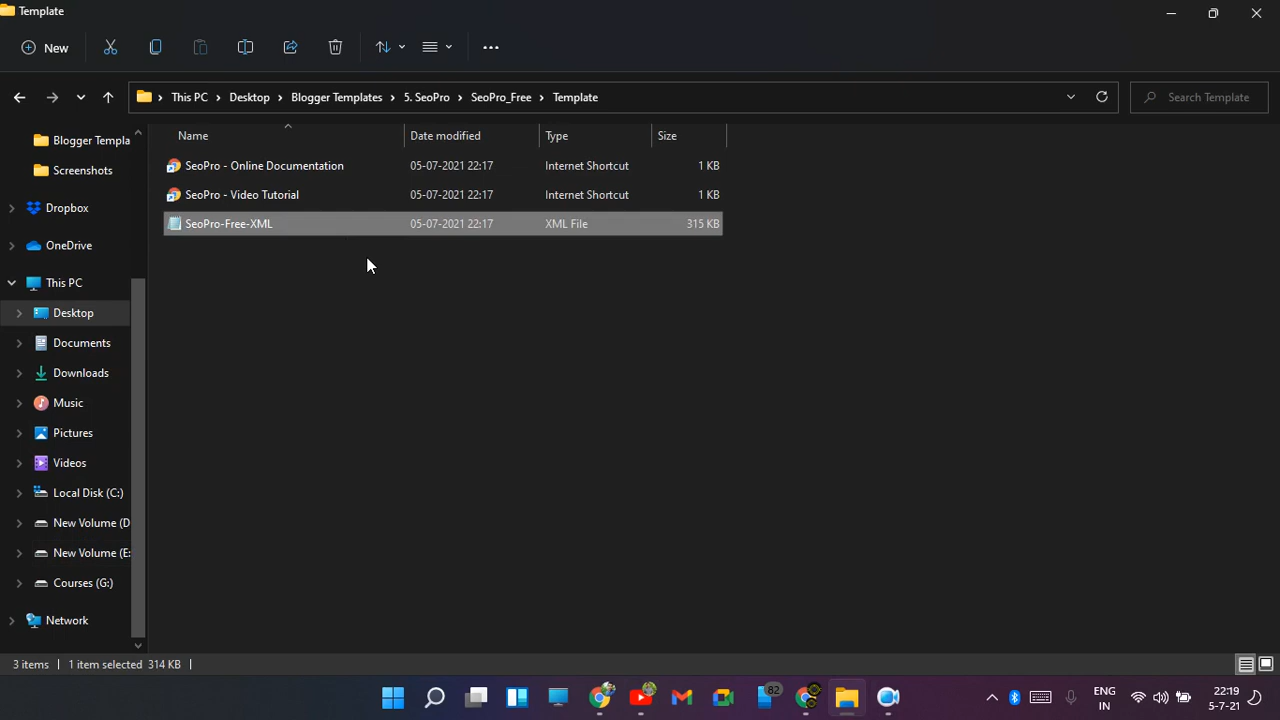 Template
New
This PC Desktop Blogger Templates 5. SeoPro SeoPro_Free Template
Search Template
Name Date modified Type Size
Blogger Templa
Screenshots
Dropbox
OneDrive
This PC
Desktop
Documents
Downloads
Music
Pictures
Videos
Local Disk (C:)
New Volume (D
New Volume (E:
Courses (G:)
Network
SeoPro - Online Documentation 05-07-2021 22:17 Internet Shortcut 1 KB
SeoPro - Video Tutorial 05-07-2021 22:17 Internet Shortcut 1 KB
SeoPro-Free-XML 05-07-2021 22:17 XML File 315 KB
3 items 1 item selected 314 KB
82
ENG
IN
22:19
5-7-21